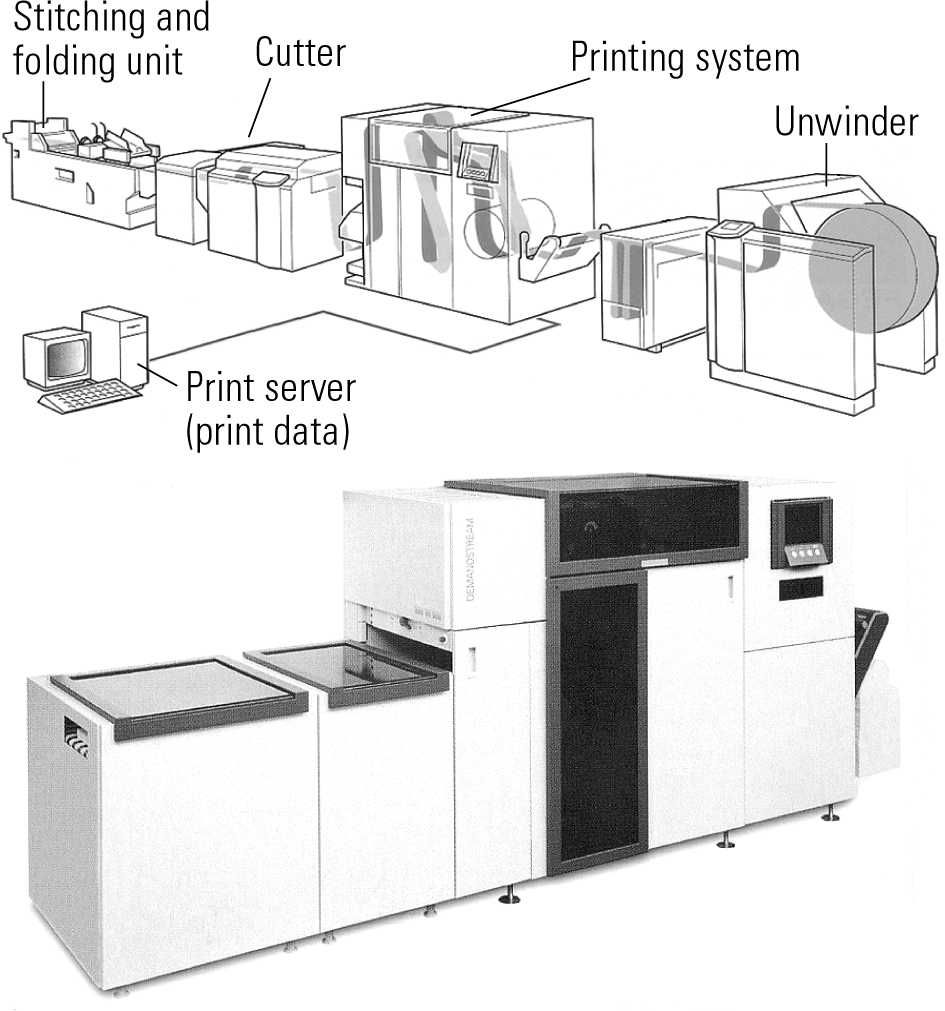 Stitching and
folding unit
Cutter
Printing system
Unwinder
Print server
(print data)
DEMANDSTREAM